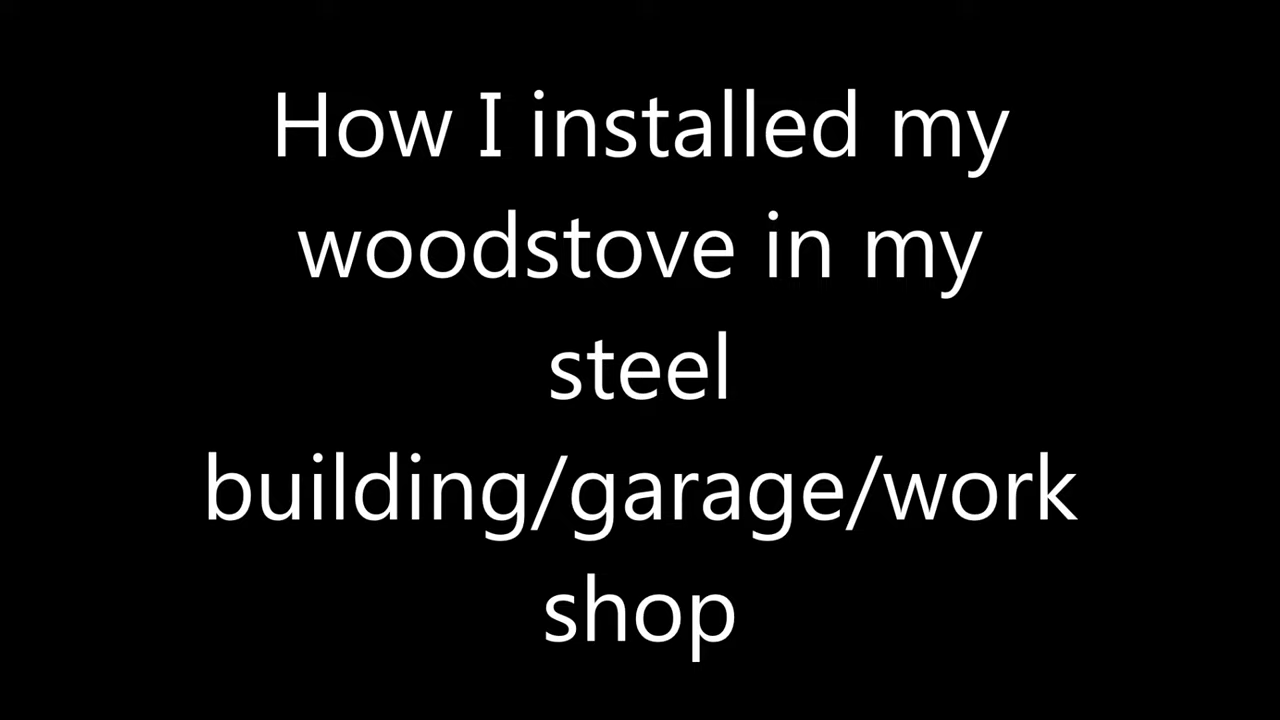 How I installed my
woodstove in my
steel
building/garage/work
shop